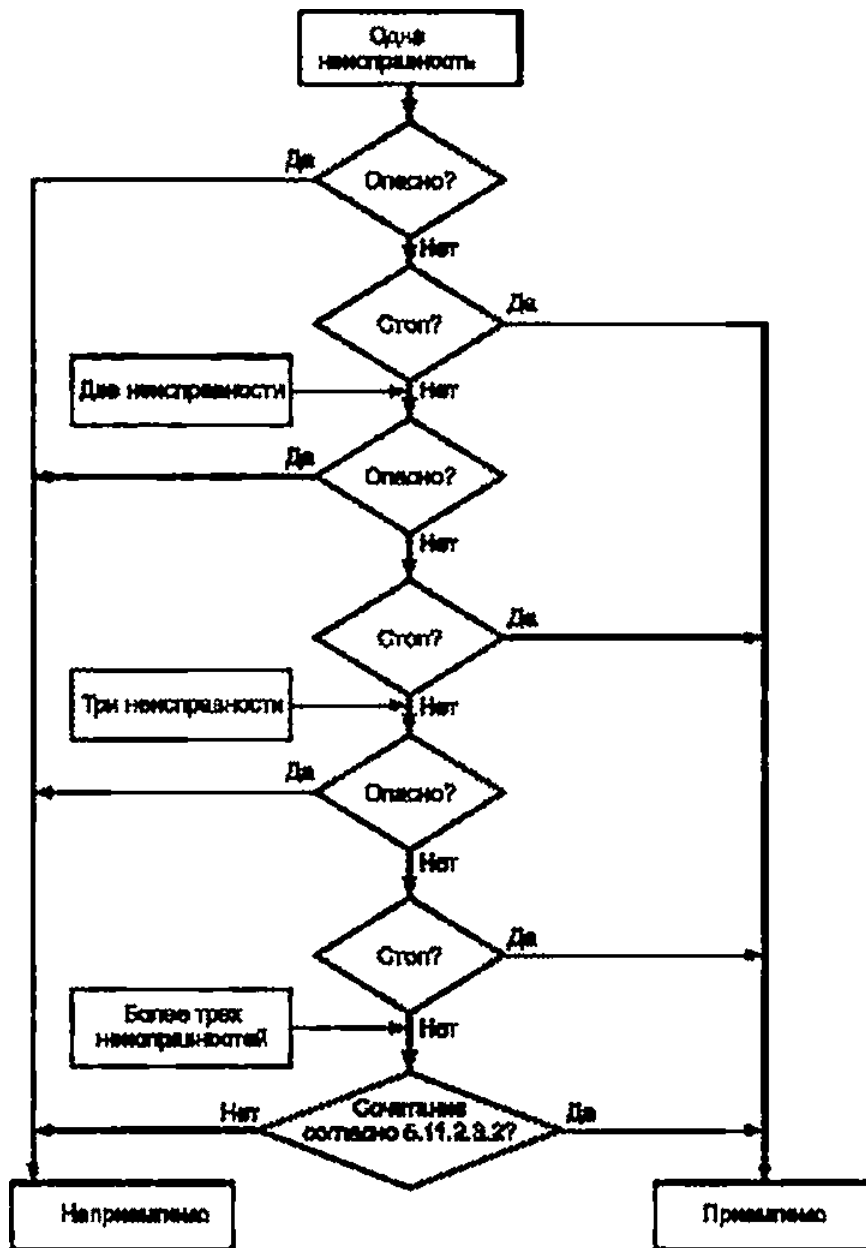 Одна
неисправность
Да
Опасно?
Нет
Стоп?
Да
Две неисправности
Нет
Да
Опасно?
Нет
Стоп?
Да
Три неисправности
Нет
Да
Опасно?
Нет
Стоп?
Да
Более трех
неисправностей
Нет
Нет
Сочетание
согласно 5.11.2.3.2?
Да
Неприемлемо
Приемлемо